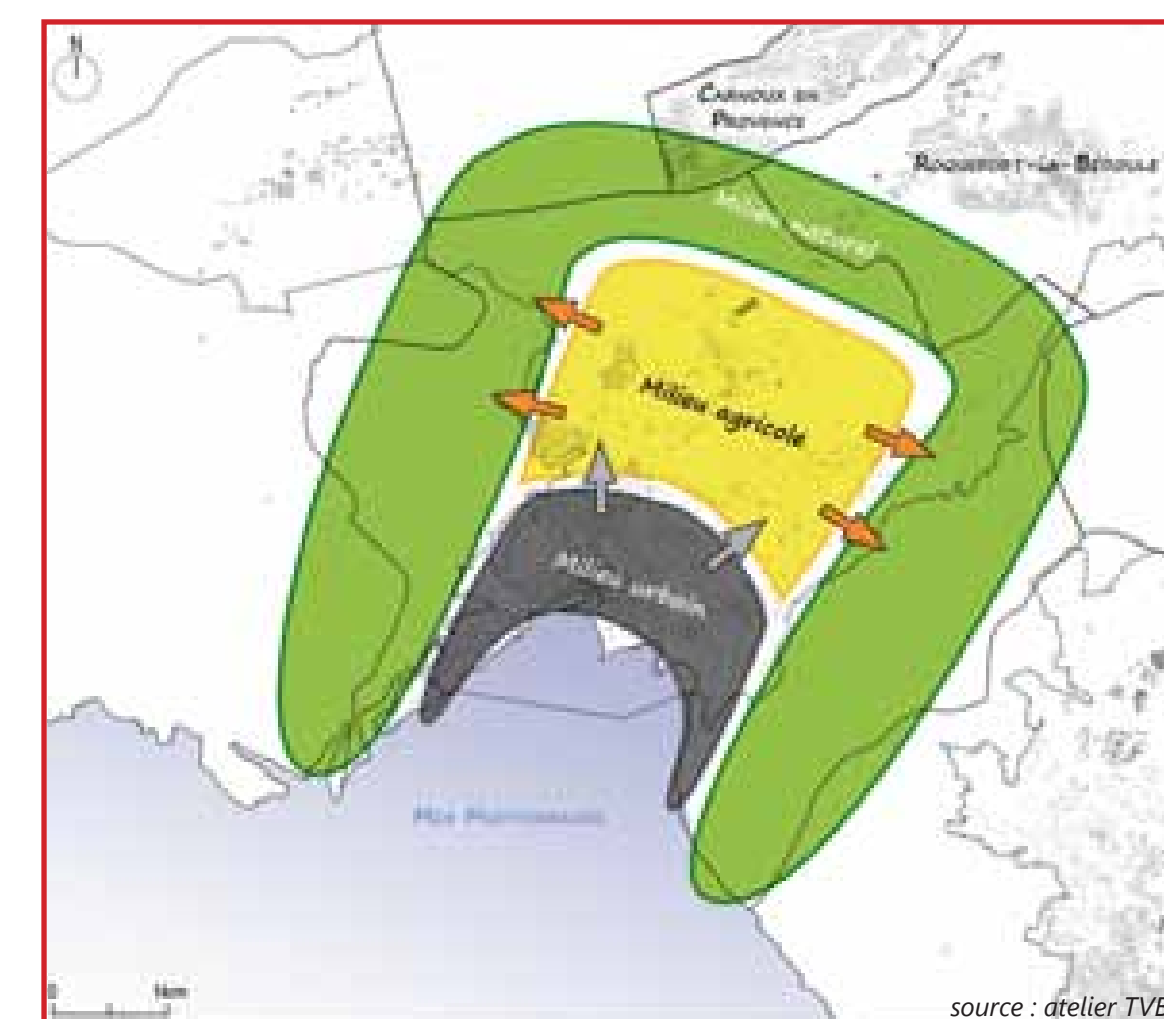 N
CARNOUX EN
PROVENCE
ROQUEFORT-LA-BÉDOULE
Milieu naturel
Milieu agricole
Milieu urbain
MER MÉDITERRANÉE
0 1km
source : atelier TVB